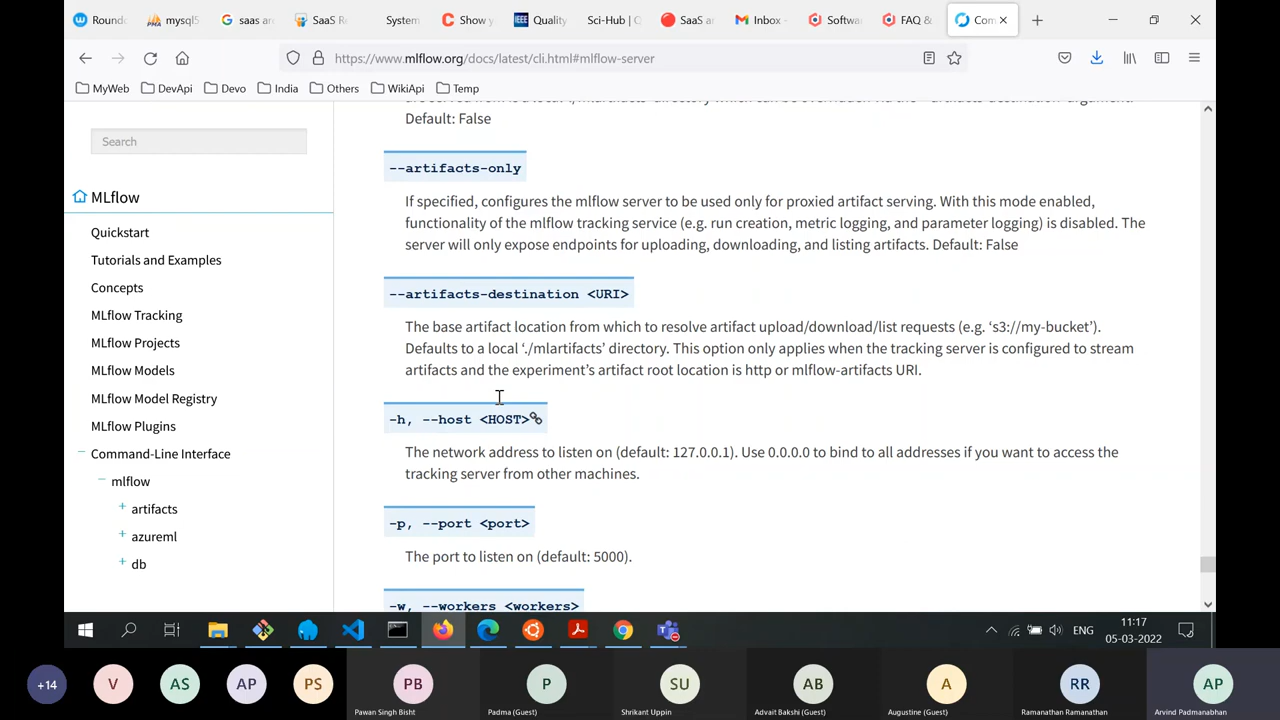 Round
mysql5
saas ar
SaaS R
System
Show y
IEEE
Quality
Sci-Hub |
SaaS ar
Inbox -
Softwa
FAQ &
Com
https://www.mlflow.org/docs/latest/cli.html#mlflow-server
MyWeb
DevApi
Devo
India
Others
WikiApi
Temp
Search
MLflow
Quickstart
Tutorials and Examples
Concepts
MLflow Tracking
MLflow Projects
MLflow Models
MLflow Model Registry
MLflow Plugins
Command-Line Interface
mlflow
artifacts
azureml
db
Default: False
--artifacts-only
If specified, configures the mlflow server to be used only for proxied artifact serving. With this mode enabled,
functionality of the mlflow tracking service (e.g. run creation, metric logging, and parameter logging) is disabled. The
server will only expose endpoints for uploading, downloading, and listing artifacts. Default: False
--artifacts-destination <URI>
The base artifact location from which to resolve artifact upload/download/list requests (e.g. ‘s3://my-bucket’).
Defaults to a local ‘./mlartifacts’ directory. This option only applies when the tracking server is configured to stream
artifacts and the experiment’s artifact root location is http or mlflow-artifacts URI.
-h, --host <HOST>
The network address to listen on (default: 127.0.0.1). Use 0.0.0.0 to bind to all addresses if you want to access the
tracking server from other machines.
-p, --port <port>
The port to listen on (default: 5000).
-w, --workers <workers>
ENG
11:17
05-03-2022
+14
V
AS
AP
PS
PB
P
SU
AB
A
RR
AP
Pawan Singh Bisht
Padma (Guest)
Shrikant Uppin
Advait Bakshi (Guest)
Augustine (Guest)
Ramanathan Ramanathan
Arvind Padmanabhan